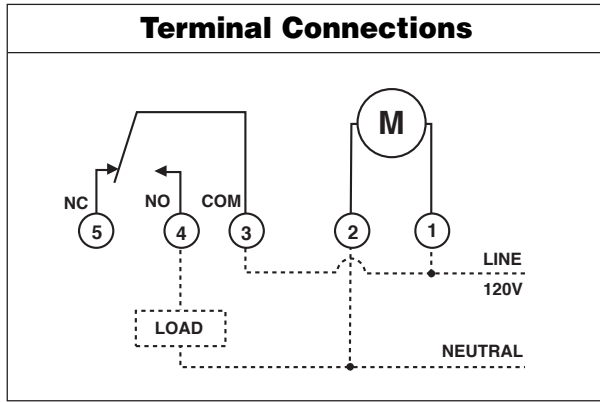 Terminal Connections
M
NC
NO
COM
5
4
3
2
1
LINE
120V
LOAD
NEUTRAL